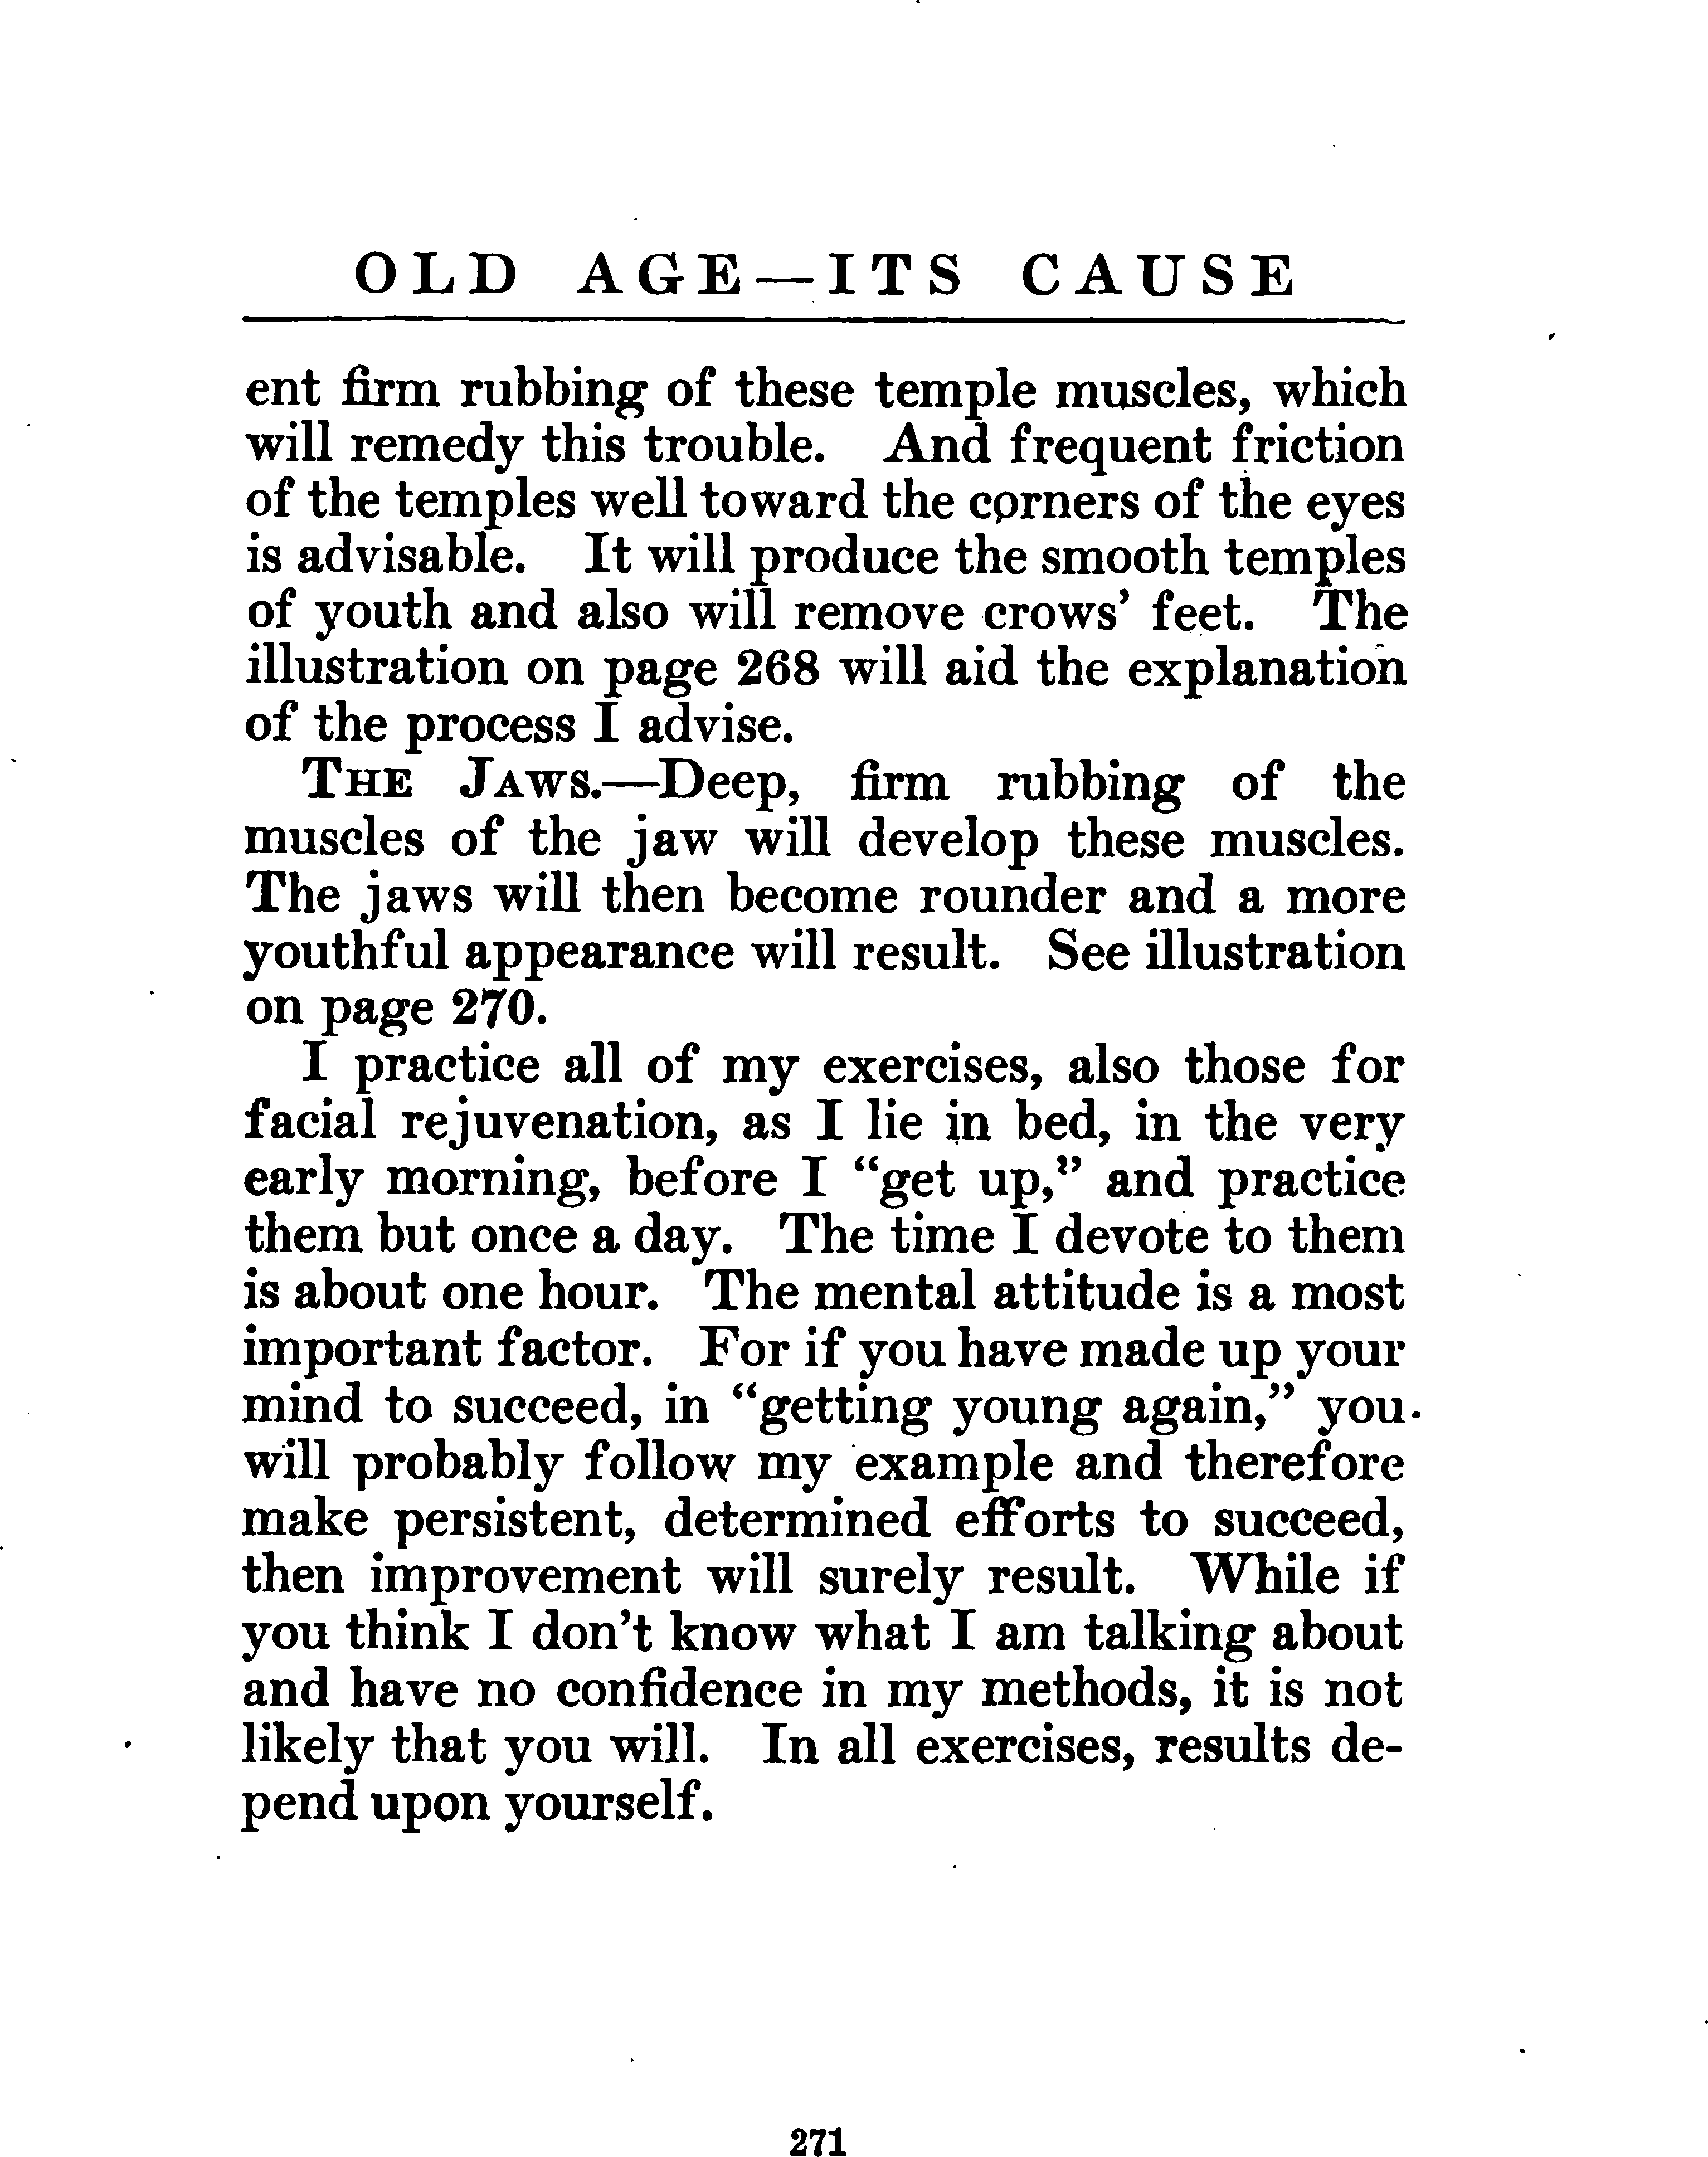 OLD AGE—ITS CAUSE
ent firm rubbing of these temple muscles, which
will remedy this trouble. And frequent friction
of the temples well toward the corners of the eyes
is advisable. It will produce the smooth temples
of youth and also will remove crows’ feet. The
illustration on page 268 will aid the explanation
of the process I advise.
THE JAWS.—Deep, firm rubbing of the
muscles of the jaw will develop these muscles.
The jaws will then become rounder and a more
youthful appearance will result. See illustration
on page 270.
I practice all of my exercises, also those for
facial rejuvenation, as I lie in bed, in the very
early morning, before I “get up,” and practice
them but once a day. The time I devote to them
is about one hour. The mental attitude is a most
important factor. For if you have made up your
mind to succeed, in “getting young again,” you
will probably follow my example and therefore
make persistent, determined efforts to succeed,
then improvement will surely result. While if
you think I don’t know what I am talking about
and have no confidence in my methods, it is not
likely that you will. In all exercises, results de-
pend upon yourself.
271